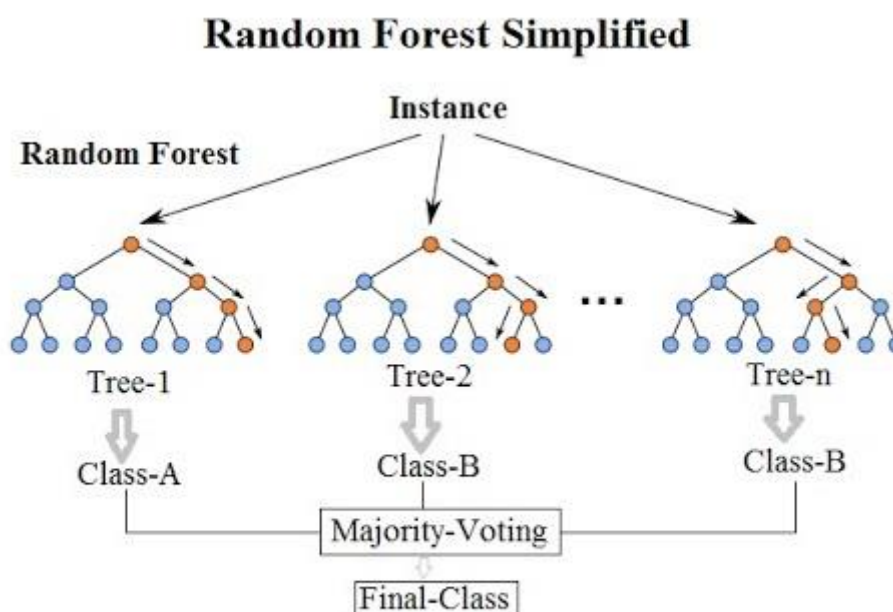 Random Forest Simplified
Instance
Random Forest
...
Tree-1
Tree-2
Tree-n
Class-A
Class-B
Class-B
Majority-Voting
Final-Class